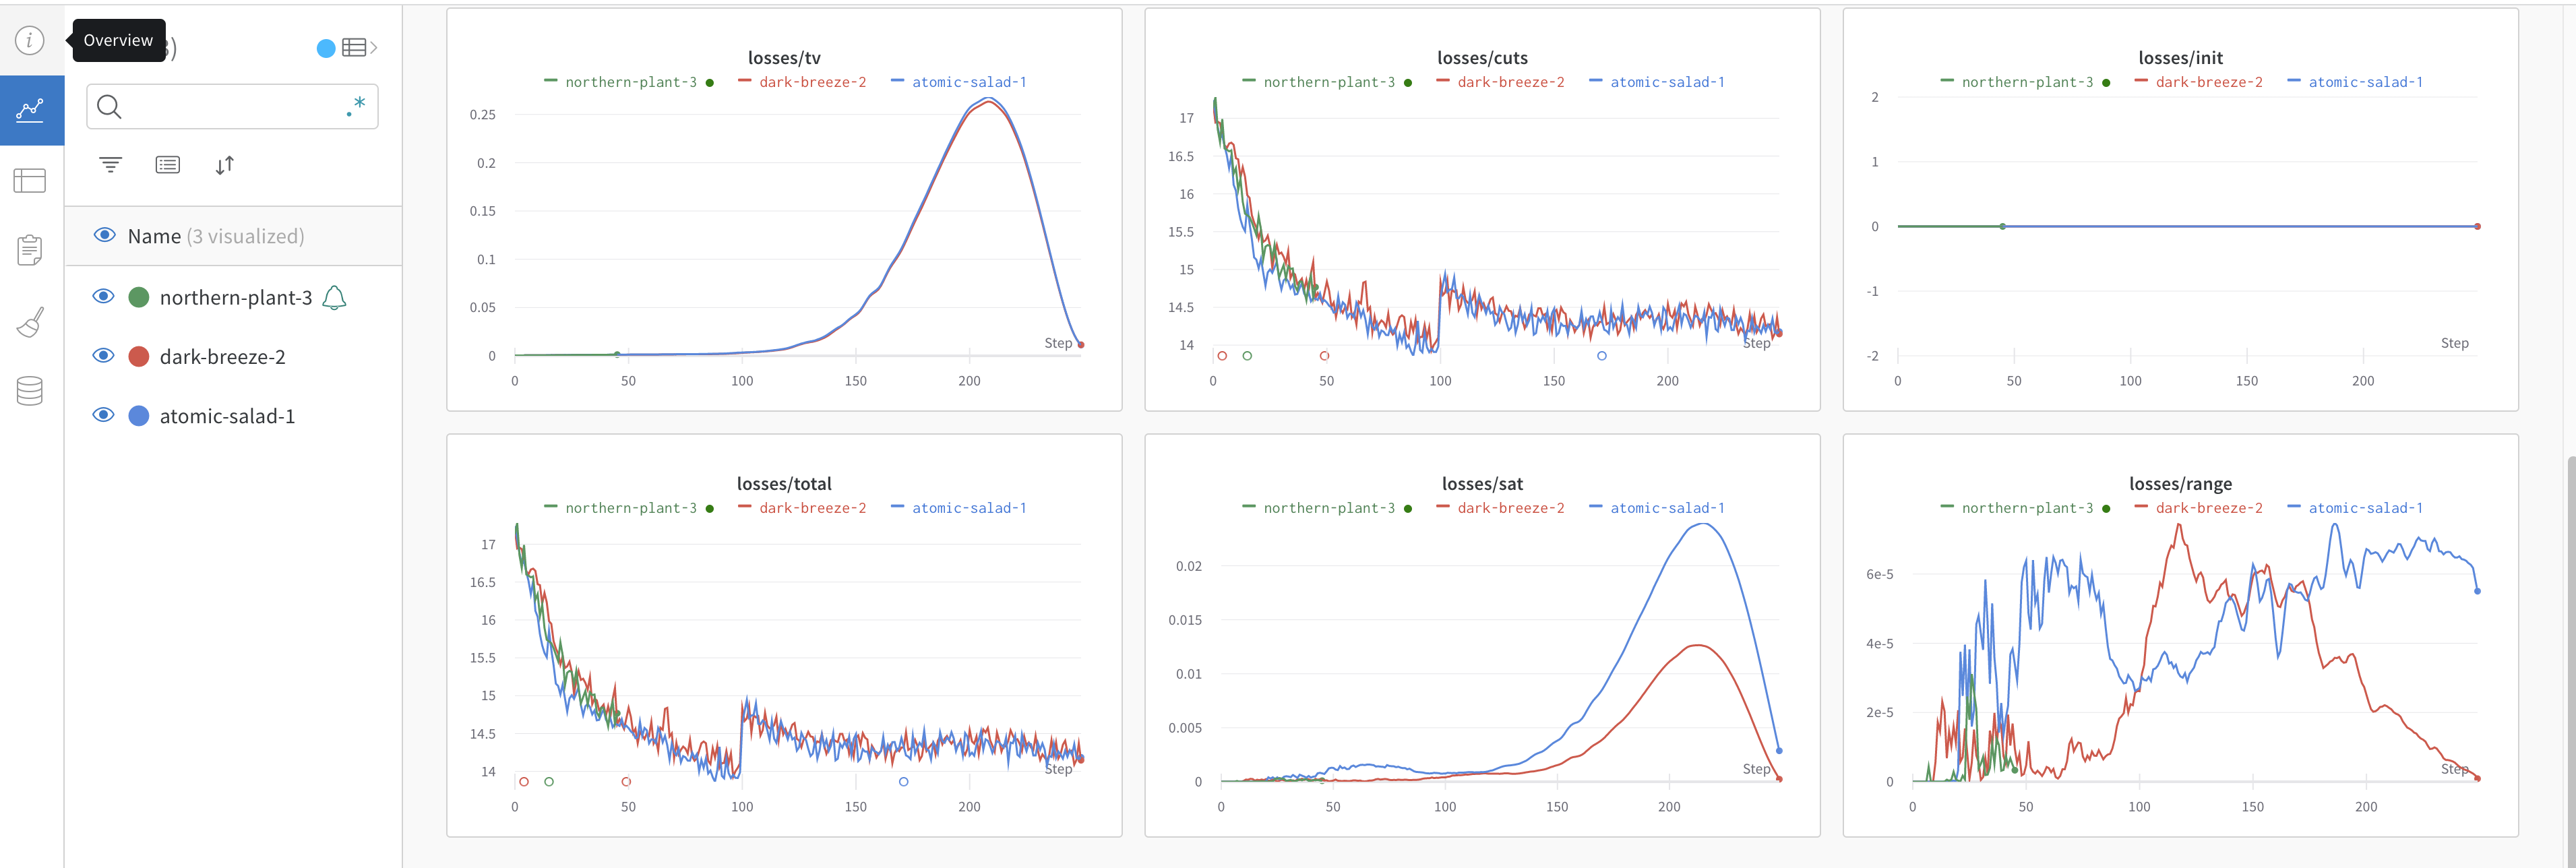 Overview
)
.*
Name (3 visualized)
northern-plant-3
dark-breeze-2
atomic-salad-1
losses/tv
northern-plant-3 dark-breeze-2 atomic-salad-1
0.25
0.2
0.15
0.1
0.05
0
Step
0 50 100 150 200
losses/cuts
northern-plant-3 dark-breeze-2 atomic-salad-1
17
16.5
16
15.5
15
14.5
14
Step
0 50 100 150 200
losses/init
northern-plant-3 dark-breeze-2 atomic-salad-1
2
1
0
-1
-2
Step
0 50 100 150 200
losses/total
northern-plant-3 dark-breeze-2 atomic-salad-1
17
16.5
16
15.5
15
14.5
14
Step
0 50 100 150 200
losses/sat
northern-plant-3 dark-breeze-2 atomic-salad-1
0.02
0.015
0.01
0.005
0
Step
0 50 100 150 200
losses/range
northern-plant-3 dark-breeze-2 atomic-salad-1
6e-5
4e-5
2e-5
0
Step
0 50 100 150 200